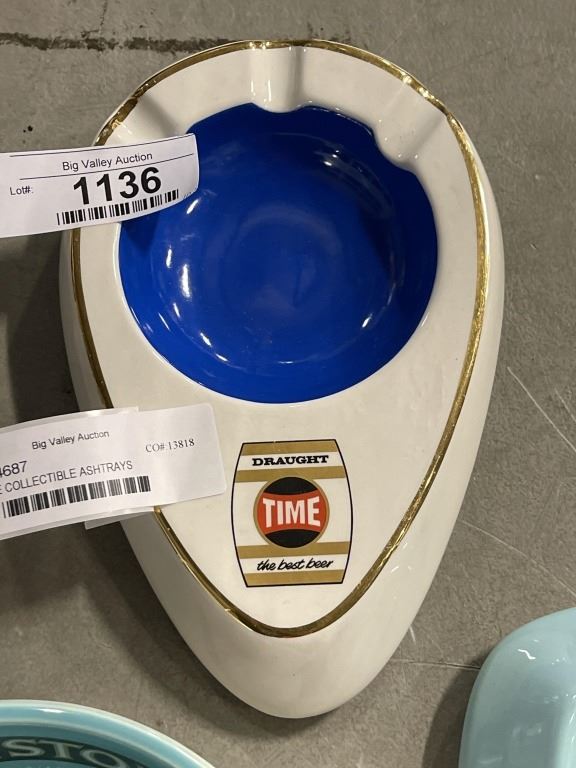 Big Valley Auction
Lot#: 1136
Big Valley Auction
CO#:13818
4687
COLLECTIBLE ASHTRAYS
DRAUGHT
TIME
the best beer